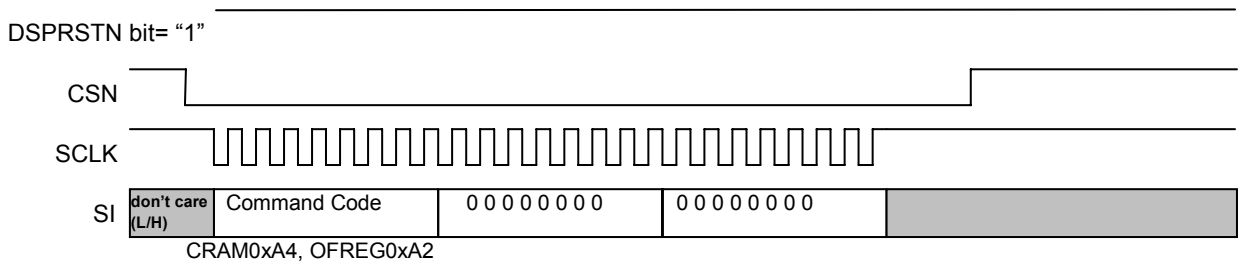 DSPRSTN bit= “1”
CSN
SCLK
SI
don’t care (L/H)
Command Code
0 0 0 0 0 0 0 0
0 0 0 0 0 0 0 0
CRAM0xA4, OFREG0xA2